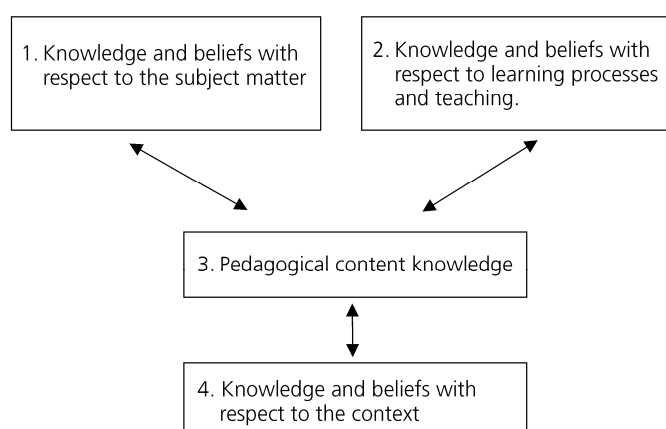 1. Knowledge and beliefs with
respect to the subject matter
2. Knowledge and beliefs with
respect to learning processes
and teaching.
3. Pedagogical content knowledge
4. Knowledge and beliefs with
respect to the context